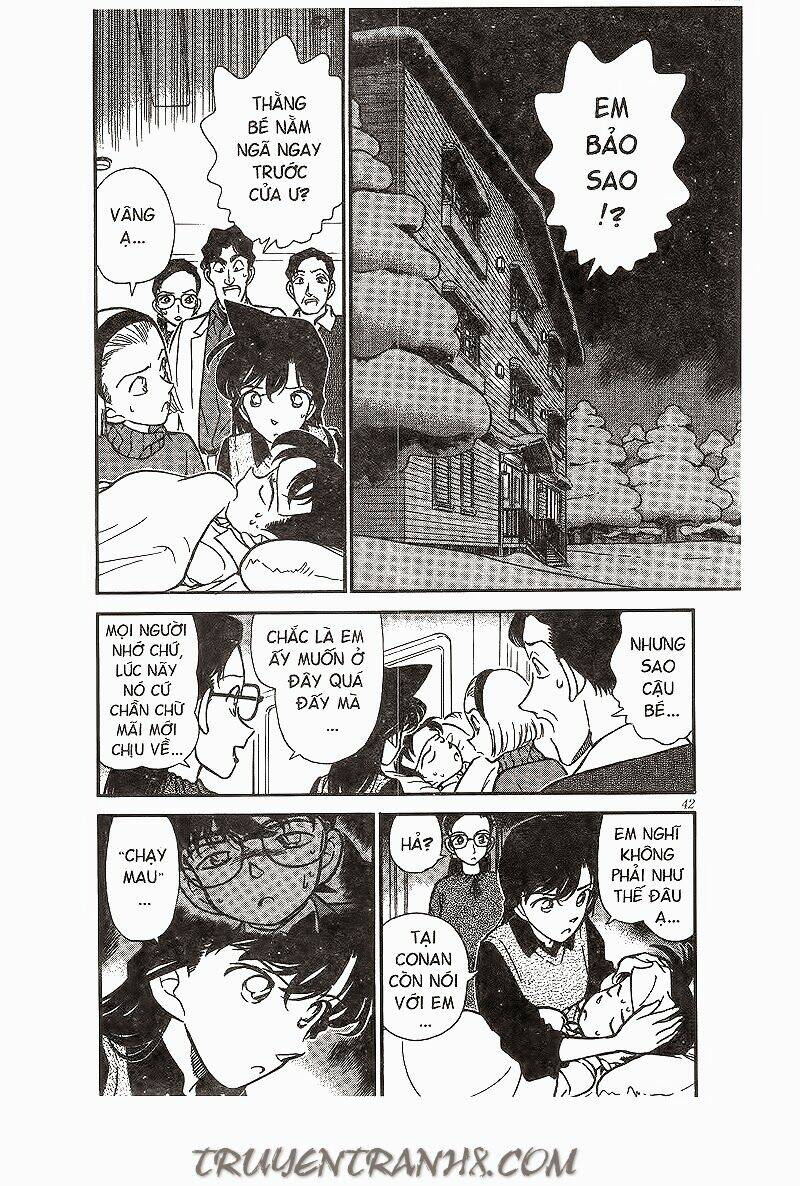 EM
BẢO
SAO
!?
THẰNG
BÉ NẰM
NGÃ NGAY
TRƯỚC
CỬA Ư?
VÂNG
Ạ...
NHƯNG
SAO
CẬU
BÉ...
CHẮC LÀ EM
ẤY MUỐN Ở
ĐÂY QUÁ
ĐẤY MÀ
...
MỌI NGƯỜI
NHỚ CHỨ,
LÚC NÃY
NÓ CỨ
CHẦN CHỪ
MÃI MỚI
CHỊU VỀ...
42
EM NGHĨ
KHÔNG
PHẢI NHƯ
THẾ ĐÂU
Ạ...
HẢ?
TẠI
CONAN
CÒN NÓI
VỚI EM
...
"CHẠY
MAU"
...
TRUYENTRANH8.COM